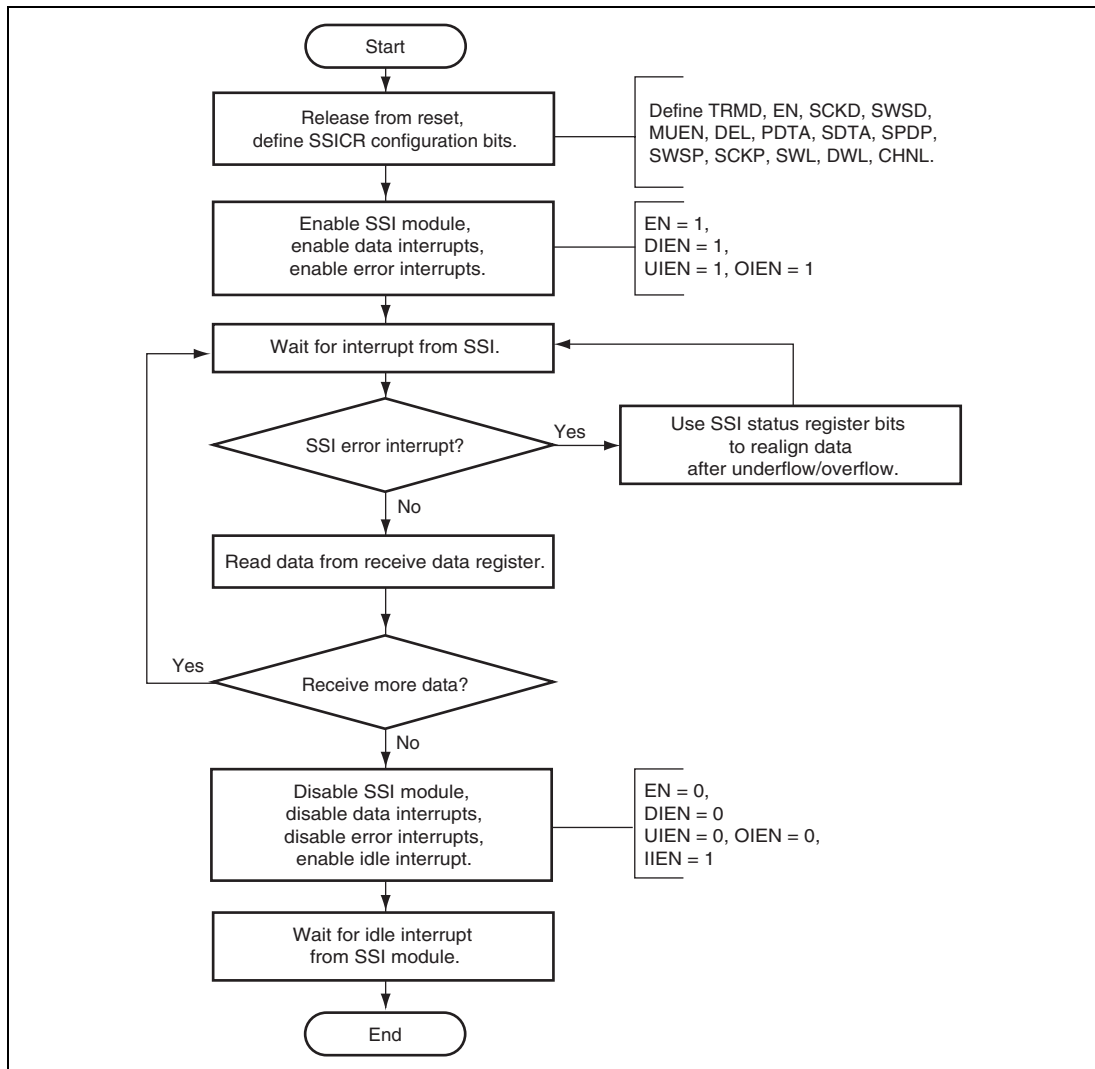 Start
Release from reset,
define SSICR configuration bits.
Define TRMD, EN, SCKD, SWSD,
MUEN, DEL, PDTA, SDTA, SPDP,
SWSP, SCKP, SWL, DWL, CHNL.
Enable SSI module,
enable data interrupts,
enable error interrupts.
EN = 1,
DIEN = 1,
UIEN = 1, OIEN = 1
Wait for interrupt from SSI.
SSI error interrupt?
Yes
Use SSI status register bits
to realign data
after underflow/overflow.
No
Read data from receive data register.
Yes
Receive more data?
No
Disable SSI module,
disable data interrupts,
disable error interrupts,
enable idle interrupt.
EN = 0,
DIEN = 0
UIEN = 0, OIEN = 0,
IIEN = 1
Wait for idle interrupt
from SSI module.
End